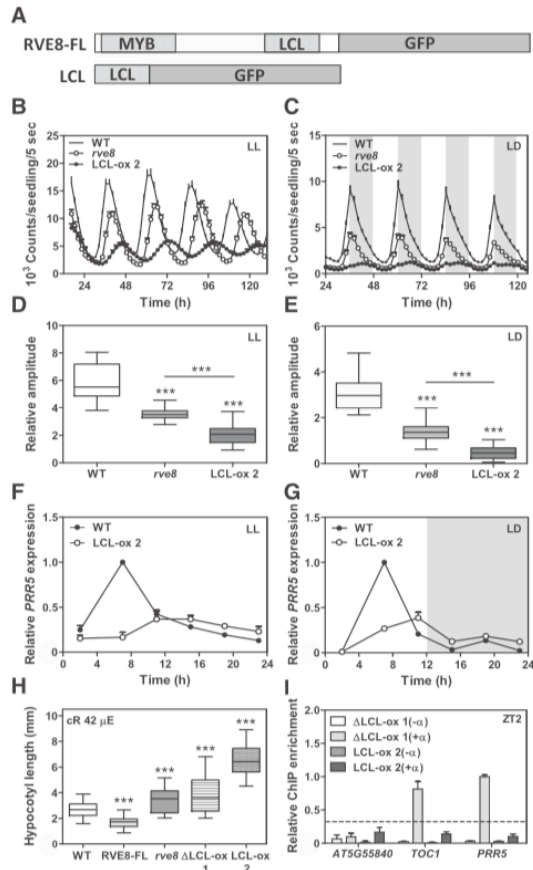 A
RVE8-FL MYB LCL GFP
LCL LCL GFP
B
10³ Counts/seedling/5 sec
25
20
15
10
5
0
WT
rve8
LCL-ox 2
LL
24 48 72 96 120
Time (h)
C
10³ Counts/seedling/5 sec
15
10
5
0
WT
rve8
LCL-ox 2
LD
24 48 72 96 120
Time (h)
D
Relative amplitude
10
8
6
4
2
0
LL
***
***
***
WT rve8 LCL-ox 2
E
Relative amplitude
6
4
2
0
LD
***
***
***
WT rve8 LCL-ox 2
F
Relative PRR5 expression
1.5
1.0
0.5
0
WT
LCL-ox 2
LL
0 4 8 12 16 20 24
Time (h)
G
Relative PRR5 expression
1.5
1.0
0.5
0
WT
LCL-ox 2
LD
0 4 8 12 16 20 24
Time (h)
H
Hypocotyl length (mm)
10.0
8.0
6.0
4.0
2.0
0
cR 42 µE
***
***
***
***
WT RVE8-FL rve8 ΔLCL-ox 1 LCL-ox 2
I
Relative ChIP enrichment
2.0
1.5
1.0
0.5
0
ΔLCL-ox 1(-α)
ΔLCL-ox 1(+α)
LCL-ox 2(-α)
LCL-ox 2(+α)
ZT2
AT5G55840 TOC1 PRR5